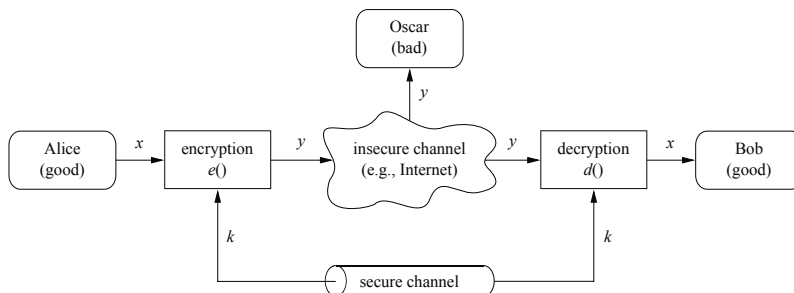 Oscar
(bad)
y
Alice
(good)
x
encryption
e()
y
insecure channel
(e.g., Internet)
y
decryption
d()
x
Bob
(good)
k
k
secure channel